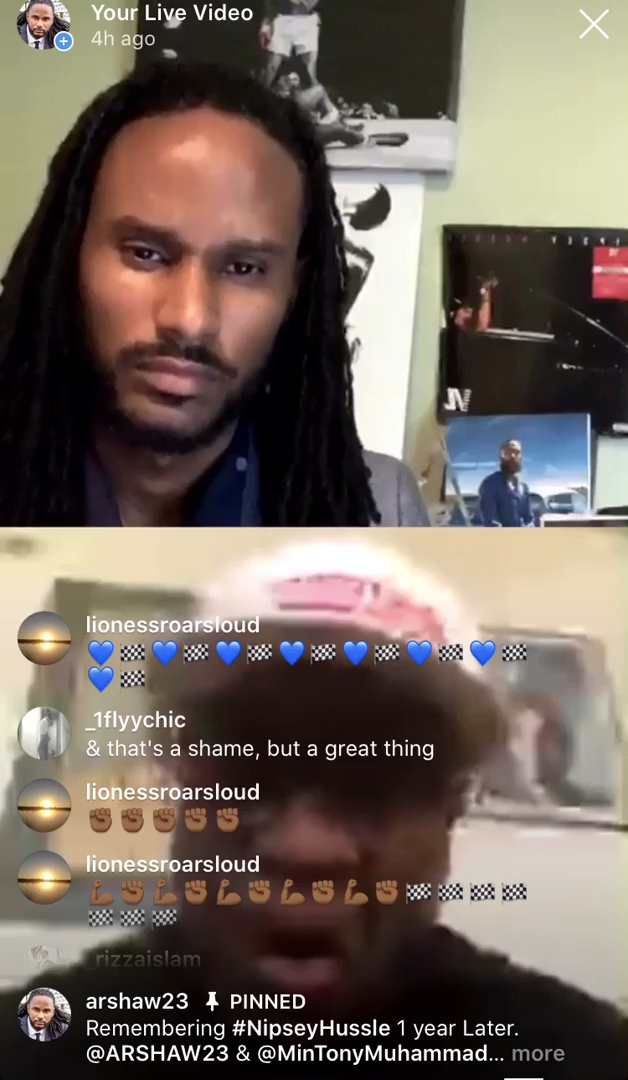 Your Live Video
4h ago
lionessroarsloud
💙🏁💙🏁💙🏁💙🏁💙🏁💙🏁💙🏁
💙🏁
_1flyychic
& that's a shame, but a great thing
lionessroarsloud
✊🏾✊🏾✊🏾✊🏾✊🏾
lionessroarsloud
💪🏾✊🏾💪🏾✊🏾💪🏾✊🏾💪🏾✊🏾💪🏾✊🏾🏁🏁🏁🏁
🏁🏁🏁
_rizzaislam
arshaw23 📌 PINNED
Remembering #NipseyHussle 1 year Later.
@ARSHAW23 & @MinTonyMuhammad... more